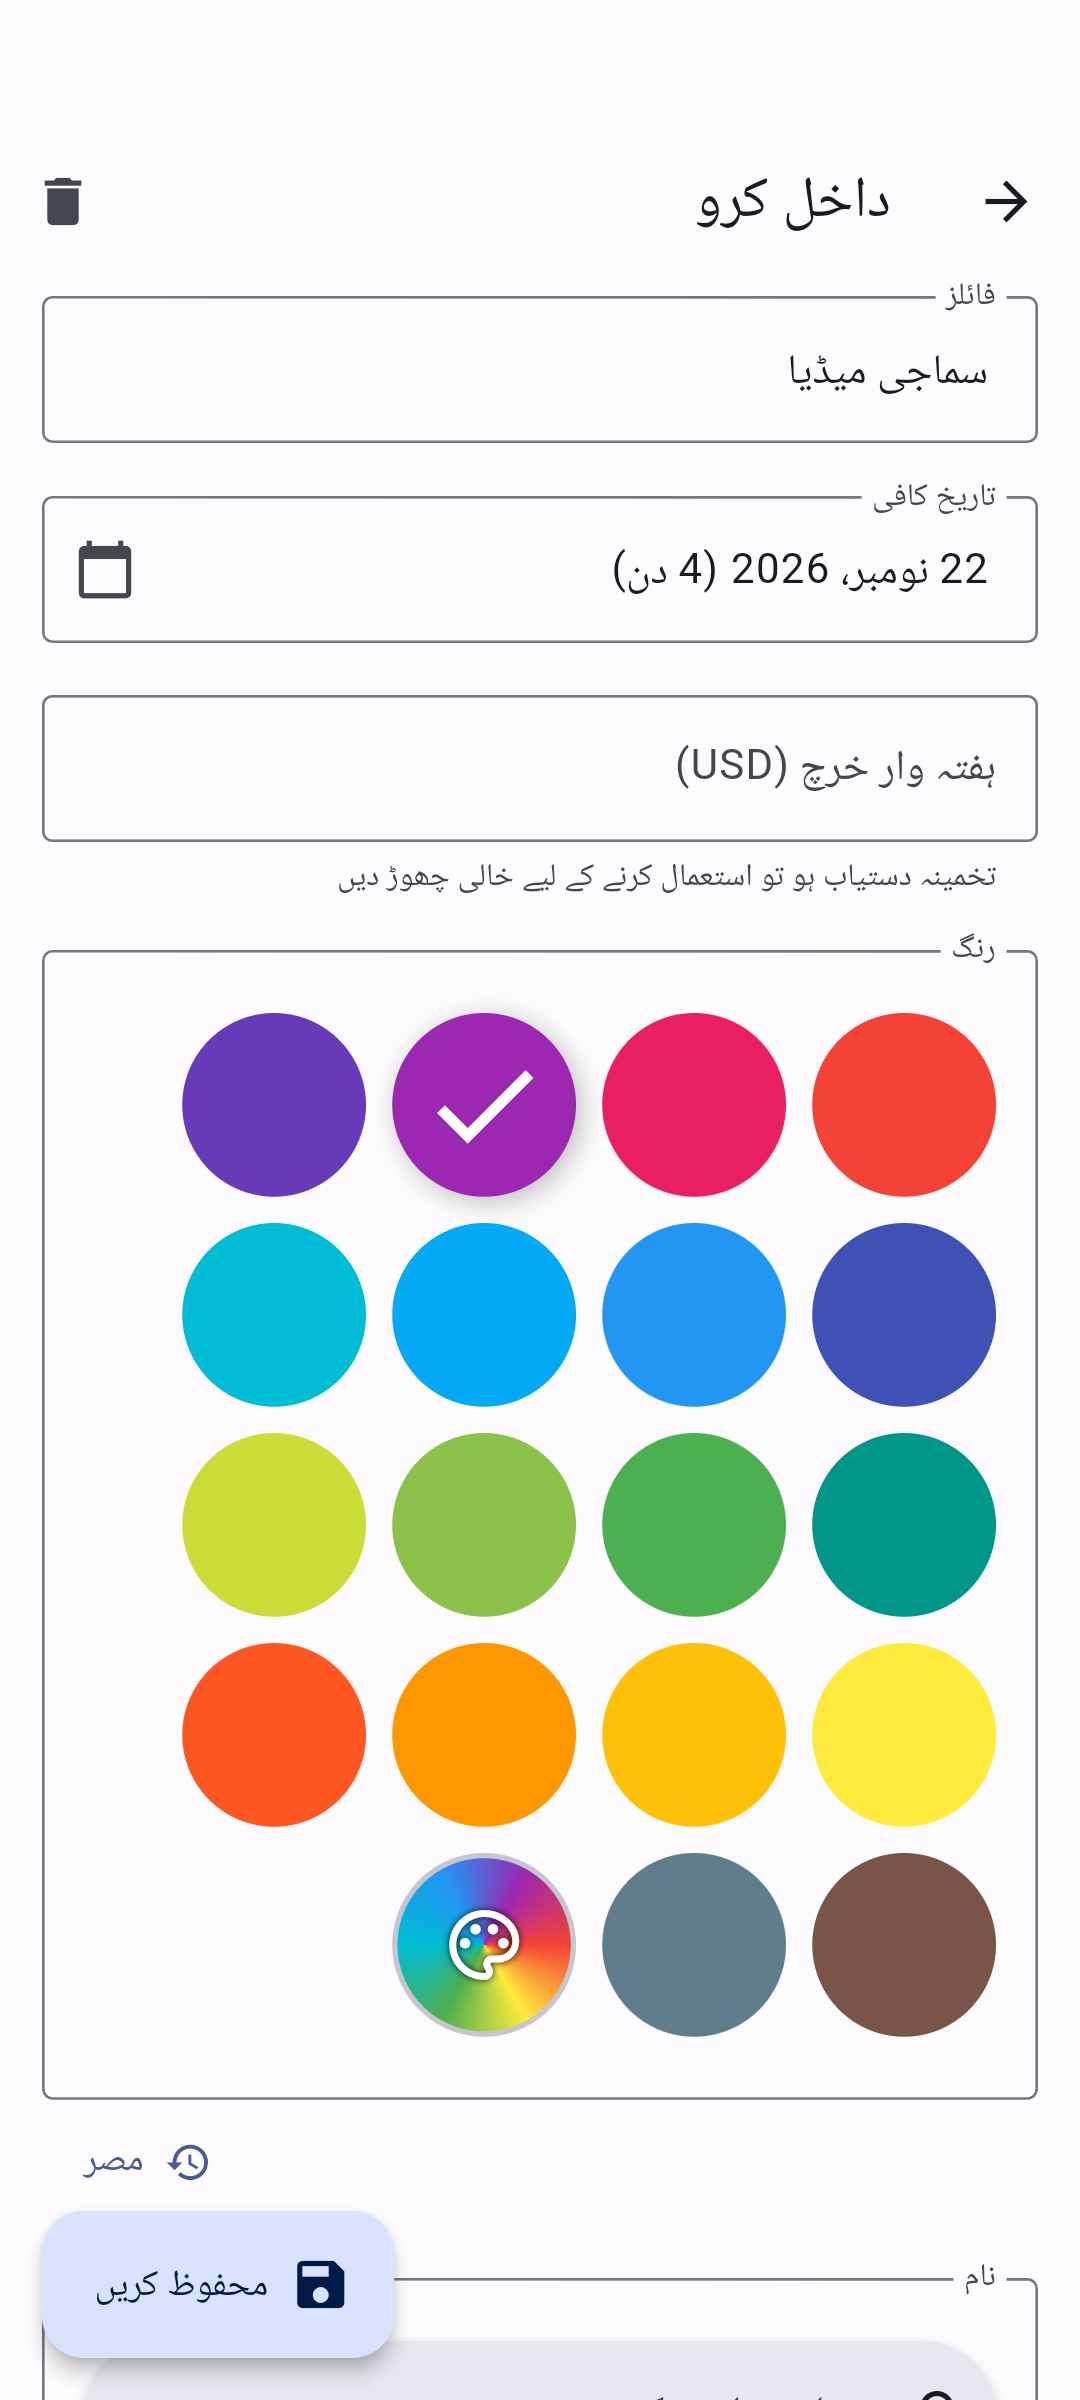 داخل کرو
فائلز
سماجی میڈیا
تاریخ کافی
22 نومبر، 2026 (4 دن)
ہفتہ وار خرچ (USD)
تخمینہ دستیاب ہو تو استعمال کرنے کے لیے خالی چھوڑ دیں
رنگ
مصر
محفوظ کریں
نام